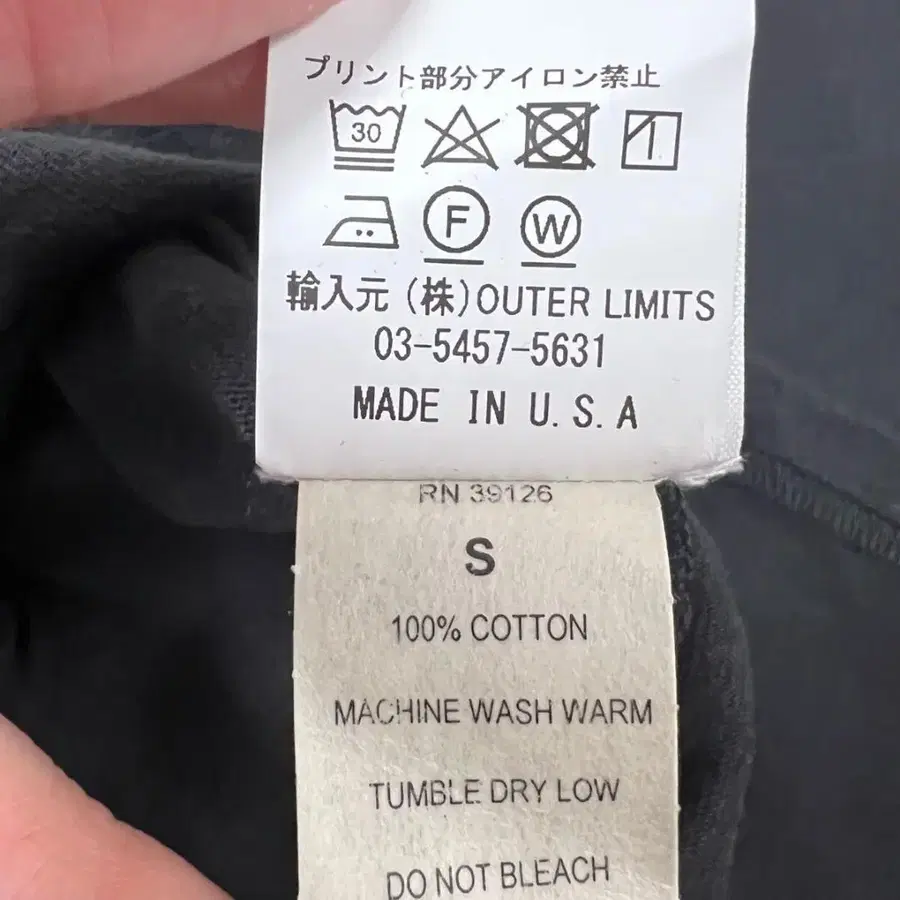 プリント部分アイロン禁止
30
F W
輸入元 (株)OUTER LIMITS
03-5457-5631
MADE IN U.S.A
RN 39126
S
100% COTTON
MACHINE WASH WARM
TUMBLE DRY LOW
DO NOT BLEACH